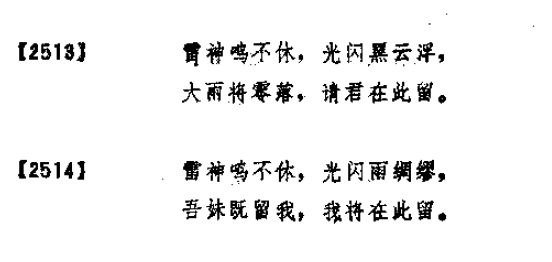 【2513】 雷神鸣不休，光闪黑云浮，
大雨将零落，请君在此留。
【2514】 雷神鸣不休，光闪雨绸缪，
吾妹既留我，我将在此留。